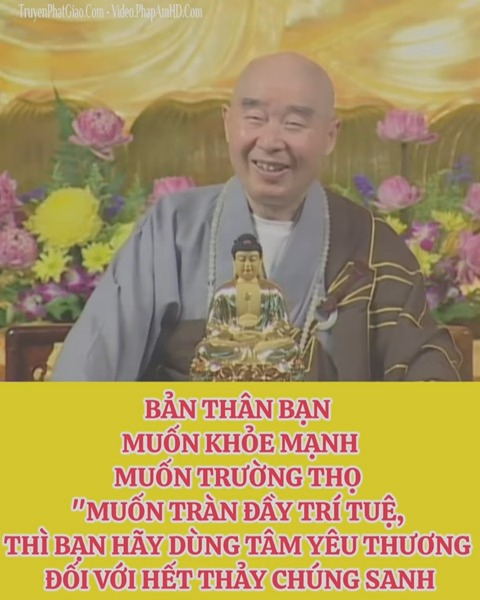 TruyenPhatGiao.Com - Video.PhapAmHD.Com
BẢN THÂN BẠN
MUỐN KHỎE MẠNH
MUỐN TRƯỜNG THỌ
"MUỐN TRÀN ĐẦY TRÍ TUỆ,
THÌ BẠN HÃY DÙNG TÂM YÊU THƯƠNG
ĐỐI VỚI HẾT THẢY CHÚNG SANH